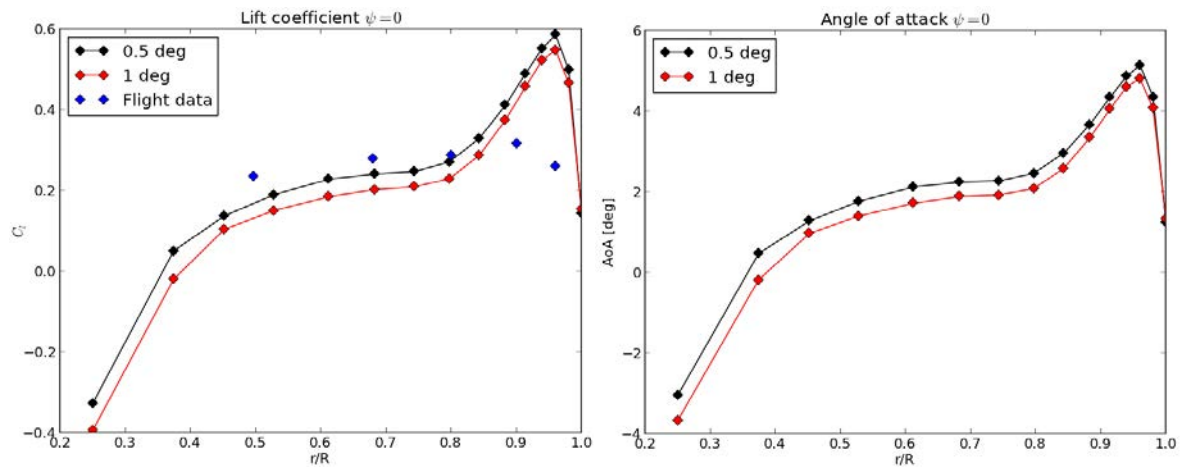 Lift coefficient ψ=0
0.5 deg
1 deg
Flight data
0.6
0.4
0.2
0.0
−0.2
−0.4
C_l
0.2 0.3 0.4 0.5 0.6 0.7 0.8 0.9 1.0
r/R
Angle of attack ψ=0
0.5 deg
1 deg
6
4
2
0
−2
−4
AoA [deg]
0.2 0.3 0.4 0.5 0.6 0.7 0.8 0.9 1.0
r/R